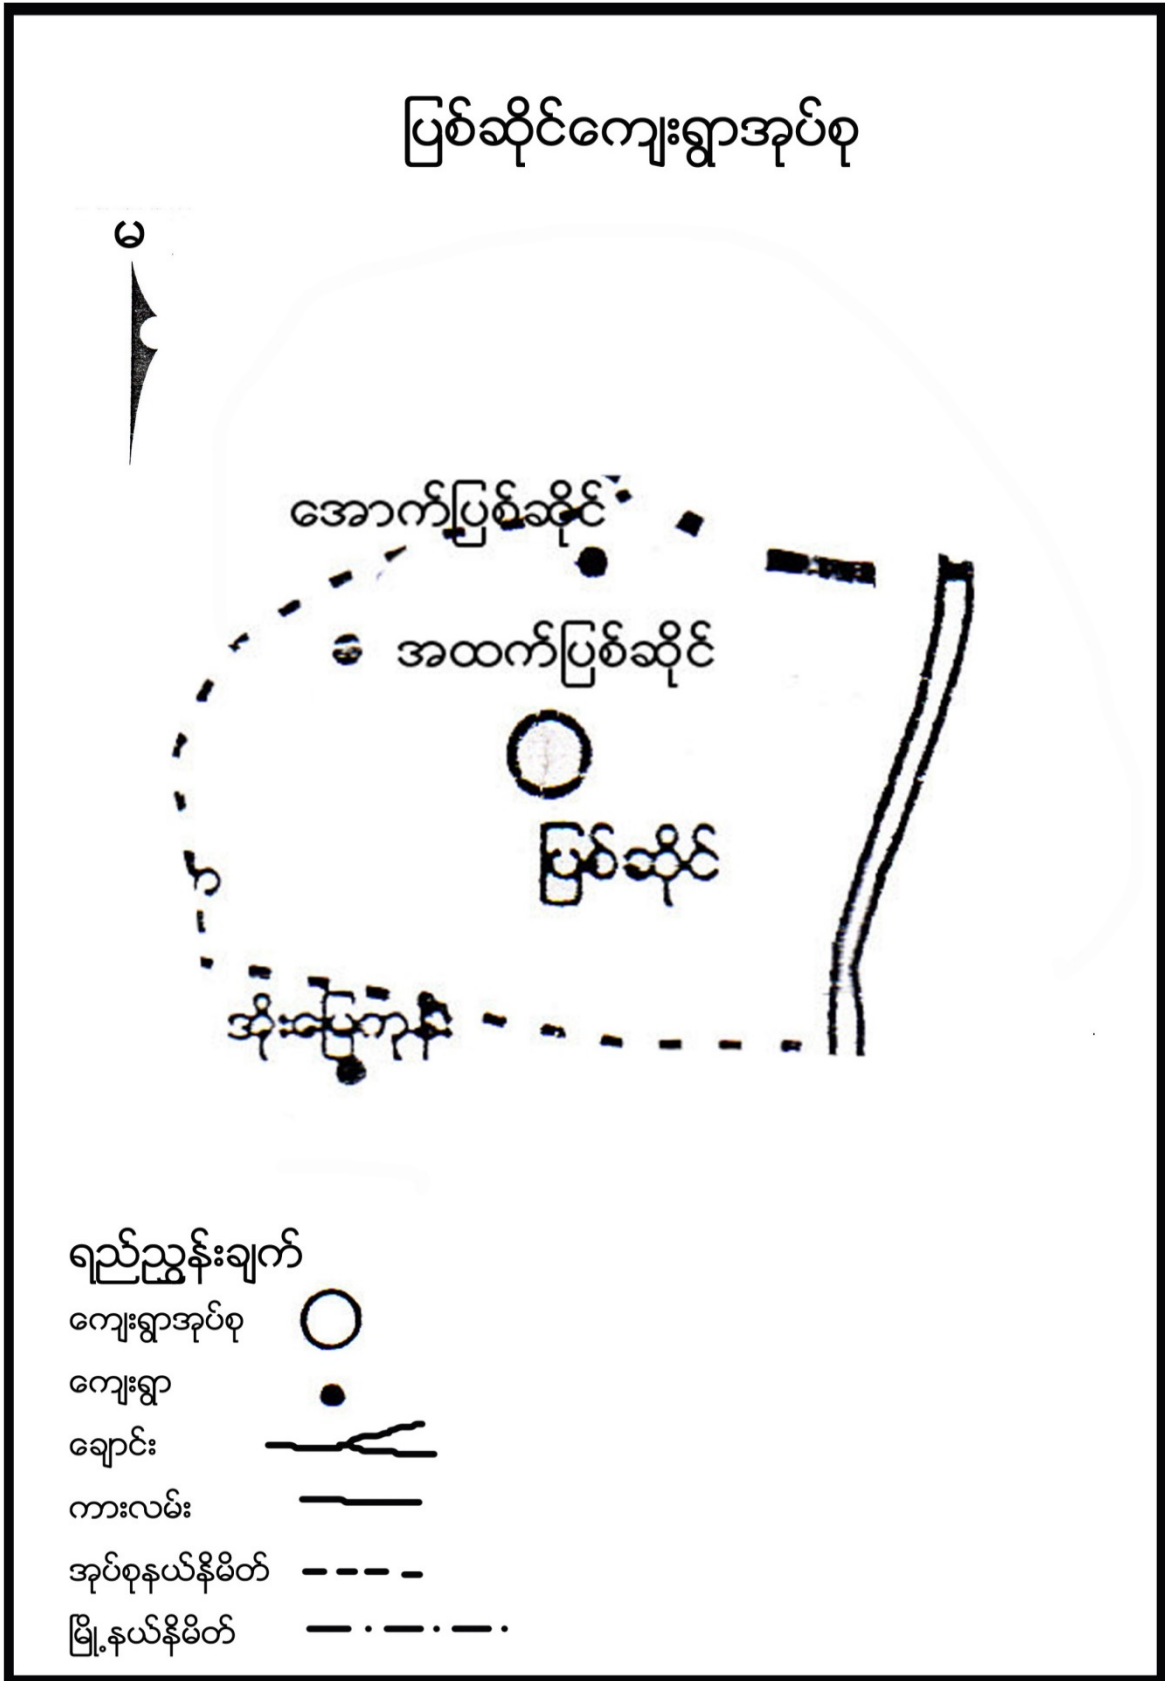 ပြစ်ဆိုင်ကျေးရွာအုပ်စု
မ
အောက်ပြစ်ဆိုင်
အထက်ပြစ်ဆိုင်
ပြစ်ဆိုင်
အိုးမြေကုန်း
ရည်ညွှန်းချက်
ကျေးရွာအုပ်စု
ကျေးရွာ
ချောင်း
ကားလမ်း
အုပ်စုနယ်နိမိတ်
မြို့နယ်နိမိတ်